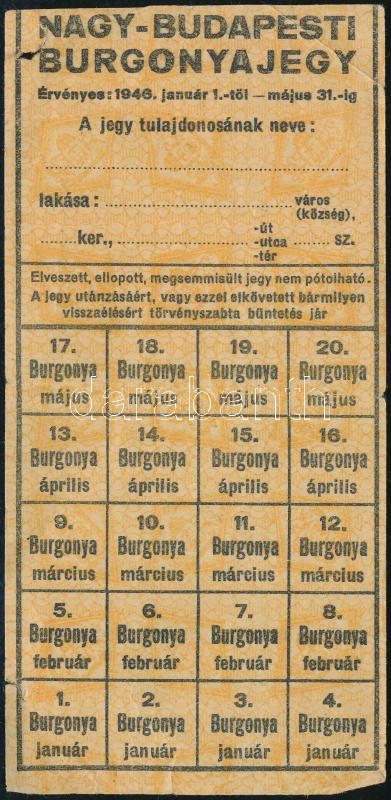 NAGY-BUDAPESTI
BURGONYAJEGY
Érvényes: 1946. január 1.-től — május 31.-ig
A jegy tulajdonosának neve:
lakása: város
(község),
ker., -út
-utca sz.
-tér
Elveszett, ellopott, megsemmisült jegy nem pótolható.
A jegy utánzásáért, vagy ezzel elkövetett bármilyen
visszaélésért törvényszabta büntetés jár
17. 18. 19. 20.
Burgonya Burgonya Burgonya Burgonya
május május május május
darabanth
13. 14. 15. 16.
Burgonya Burgonya Burgonya Burgonya
április április április április
9. 10. 11. 12.
Burgonya Burgonya Burgonya Burgonya
március március március március
5. 6. 7. 8.
Burgonya Burgonya Burgonya Burgonya
február február február február
1. 2. 3. 4.
Burgonya Burgonya Burgonya Burgonya
január január január január